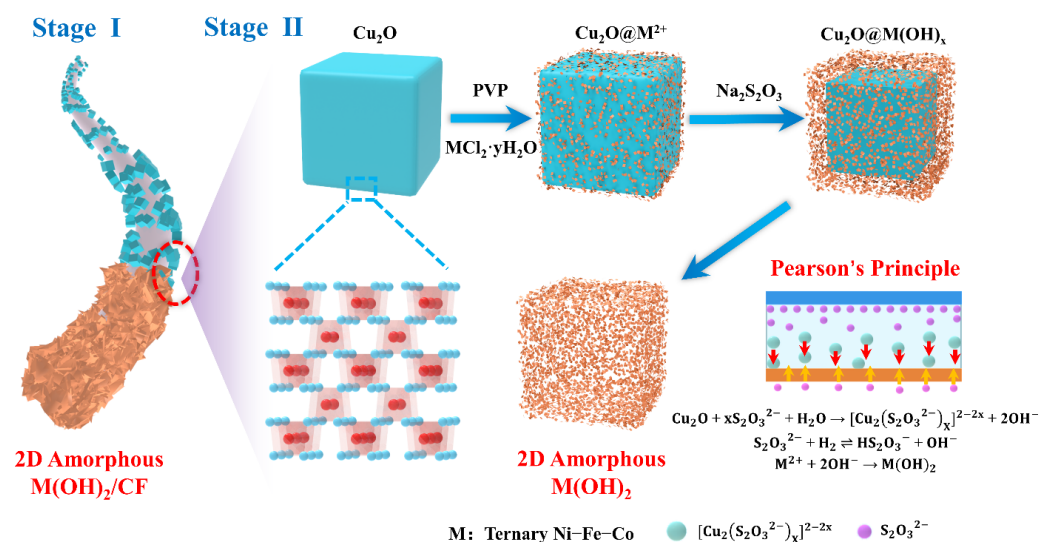 Stage I
Stage II
Cu₂O
Cu₂O@M²⁺
Cu₂O@M(OH)ₓ
PVP
MCl₂·yH₂O
Na₂S₂O₃
Pearson's Principle
Cu₂O + xS₂O₃²⁻ + H₂O → [Cu₂(S₂O₃²⁻)ₓ]²⁻²ˣ + 2OH⁻
S₂O₃²⁻ + H₂ ⇌ HS₂O₃⁻ + OH⁻
M²⁺ + 2OH⁻ → M(OH)₂
2D Amorphous
M(OH)₂/CF
2D Amorphous
M(OH)₂
M: Ternary Ni−Fe−Co
[Cu₂(S₂O₃²⁻)ₓ]²⁻²ˣ
S₂O₃²⁻